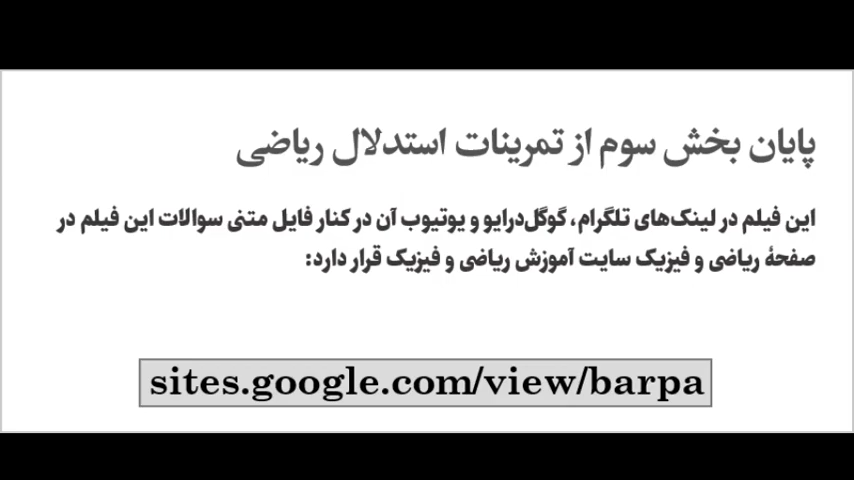 پایان بخش سوم از تمرینات استدلال ریاضی
این فیلم در لینک‌های تلگرام، گوگل‌درایو و یوتیوب آن در کنار فایل متنی سوالات این فیلم در
صفحهٔ ریاضی و فیزیک سایت آموزش ریاضی و فیزیک قرار دارد:
sites.google.com/view/barpa